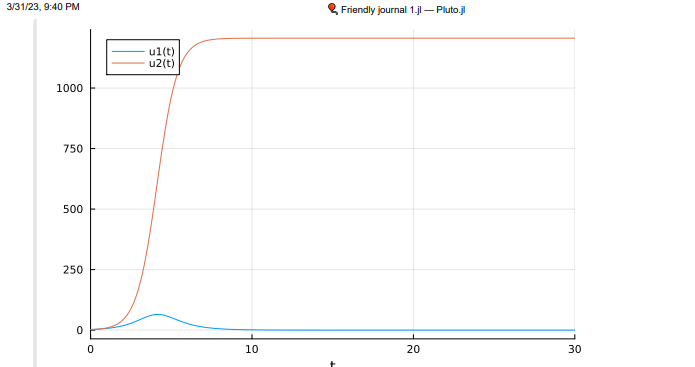 3/31/23, 9:40 PM
Friendly journal 1.jl — Pluto.jl
u1(t)
u2(t)
1000
750
500
250
0
0 10 20 30
t